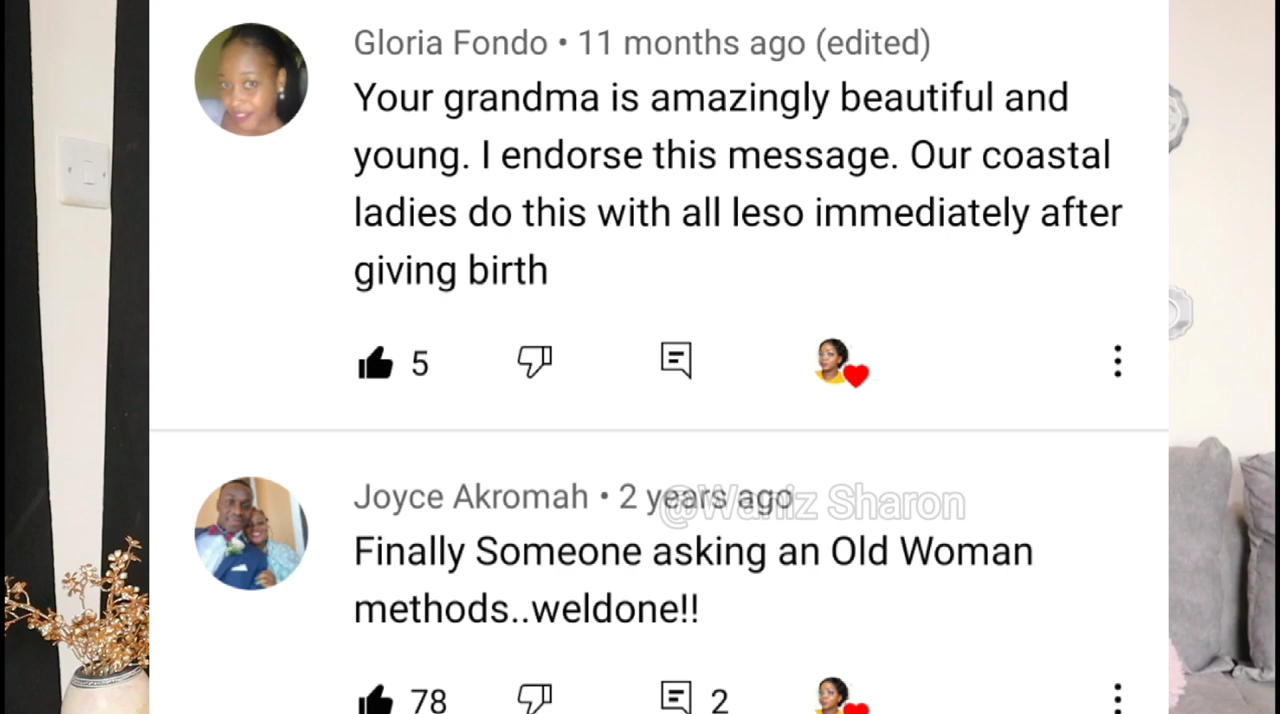 Gloria Fondo • 11 months ago (edited)
Your grandma is amazingly beautiful and
young. I endorse this message. Our coastal
ladies do this with all leso immediately after
giving birth
5
Joyce Akromah • 2 years ago
@Waniz Sharon
Finally Someone asking an Old Woman
methods..weldone!!
78 2